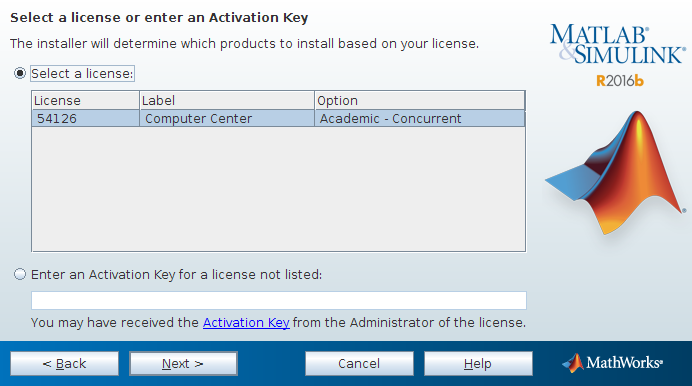 Select a license or enter an Activation Key
The installer will determine which products to install based on your license.
MATLAB®
&SIMULINK®
R2016b
Select a license:
License Label Option
54126 Computer Center Academic - Concurrent
Enter an Activation Key for a license not listed:
You may have received the Activation Key from the Administrator of the license.
< Back Next > Cancel Help MathWorks®